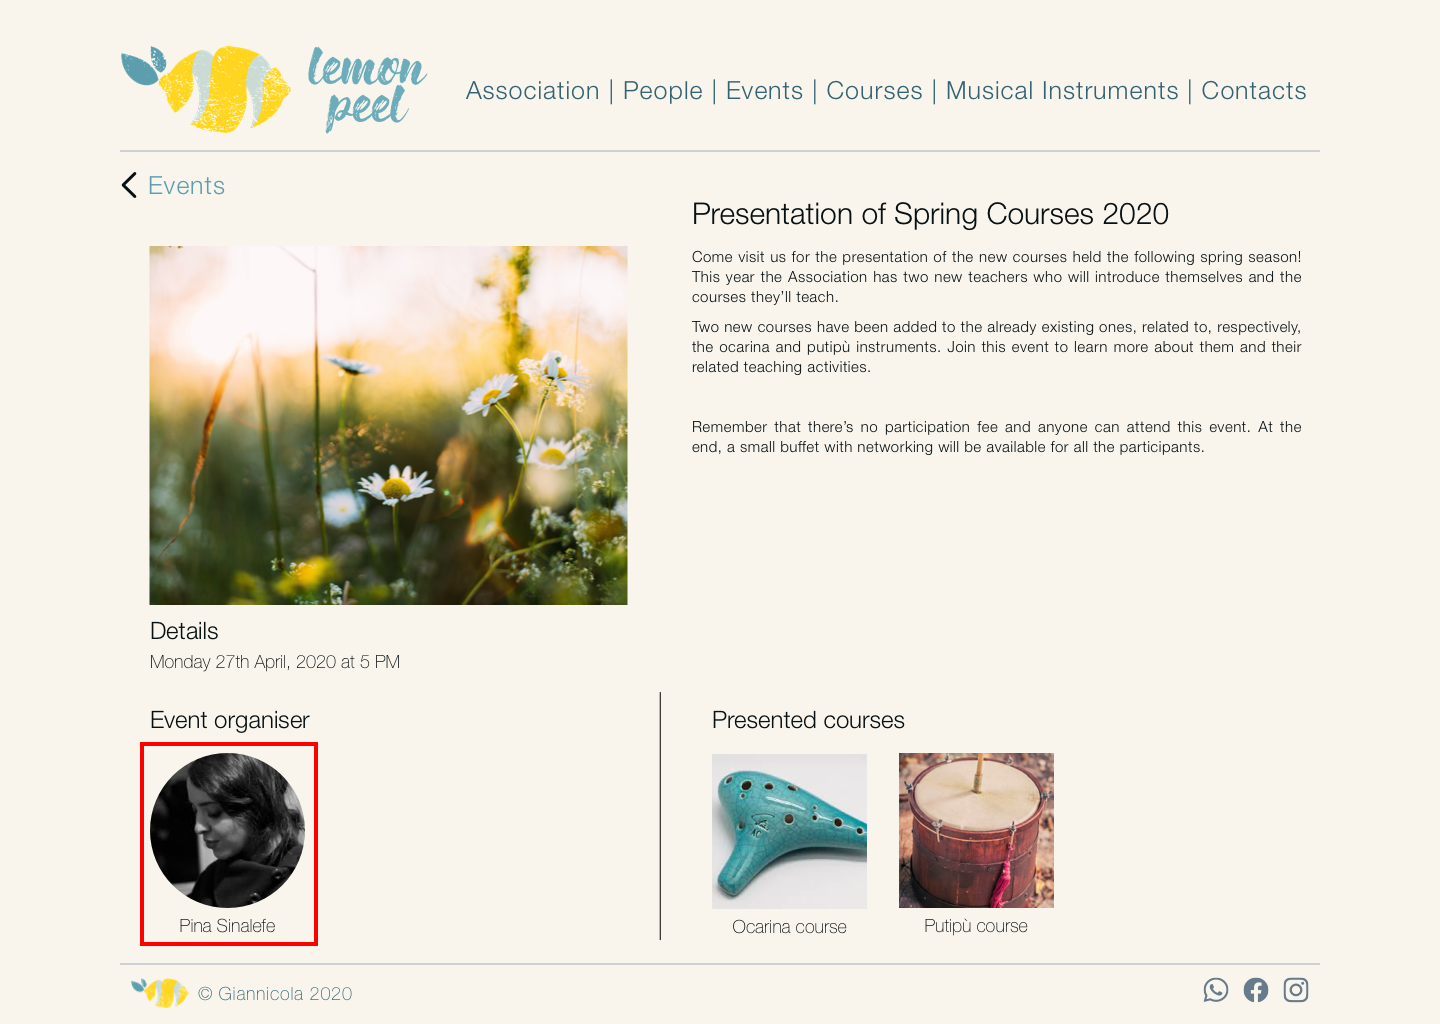 lemon
peel
Association | People | Events | Courses | Musical Instruments | Contacts
Events
Presentation of Spring Courses 2020
Come visit us for the presentation of the new courses held the following spring season!
This year the Association has two new teachers who will introduce themselves and the
courses they’ll teach.
Two new courses have been added to the already existing ones, related to, respectively,
the ocarina and putipù instruments. Join this event to learn more about them and their
related teaching activities.
Remember that there’s no participation fee and anyone can attend this event. At the
end, a small buffet with networking will be available for all the participants.
Details
Monday 27th April, 2020 at 5 PM
Event organiser
Pina Sinalefe
Presented courses
Ocarina course
Putipù course
© Giannicola 2020